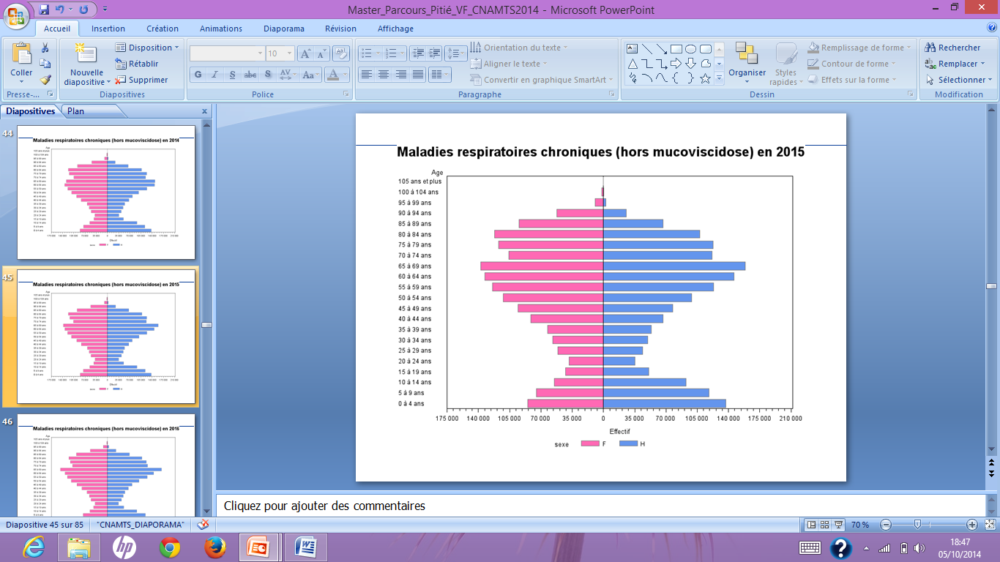 Master_Parcours_Pitié_VF_CNAMTS2014 - Microsoft PowerPoint
Accueil Insertion Création Animations Diaporama Révision Affichage
Coller
Presse-...
Nouvelle diapositive
Disposition
Rétablir
Supprimer
Diapositives
10
G I S abc S AV Aa A
Police
Orientation du texte
Aligner le texte
Convertir en graphique SmartArt
Paragraphe
Organiser
Styles rapides
Remplissage de forme
Contour de forme
Effets sur la forme
Dessin
Rechercher
Remplacer
Sélectionner
Modification
Diapositives Plan x
44
Maladies respiratoires chroniques (hors mucoviscidose) en 2014
45
Maladies respiratoires chroniques (hors mucoviscidose) en 2015
46
Maladies respiratoires chroniques (hors mucoviscidose) en 2016
Maladies respiratoires chroniques (hors mucoviscidose) en 2015
Age
105 ans et plus
100 à 104 ans
95 à 99 ans
90 à 94 ans
85 à 89 ans
80 à 84 ans
75 à 79 ans
70 à 74 ans
65 à 69 ans
60 à 64 ans
55 à 59 ans
50 à 54 ans
45 à 49 ans
40 à 44 ans
35 à 39 ans
30 à 34 ans
25 à 29 ans
20 à 24 ans
15 à 19 ans
10 à 14 ans
5 à 9 ans
0 à 4 ans
175 000 140 000 105 000 70 000 35 000 0 35 000 70 000 105 000 140 000 175 000 210 000
Effectif
sexe F H
Cliquez pour ajouter des commentaires
Diapositive 45 sur 85 "CNAMTS_DIAPORAMA" 70 %
hp
18:47
05/10/2014